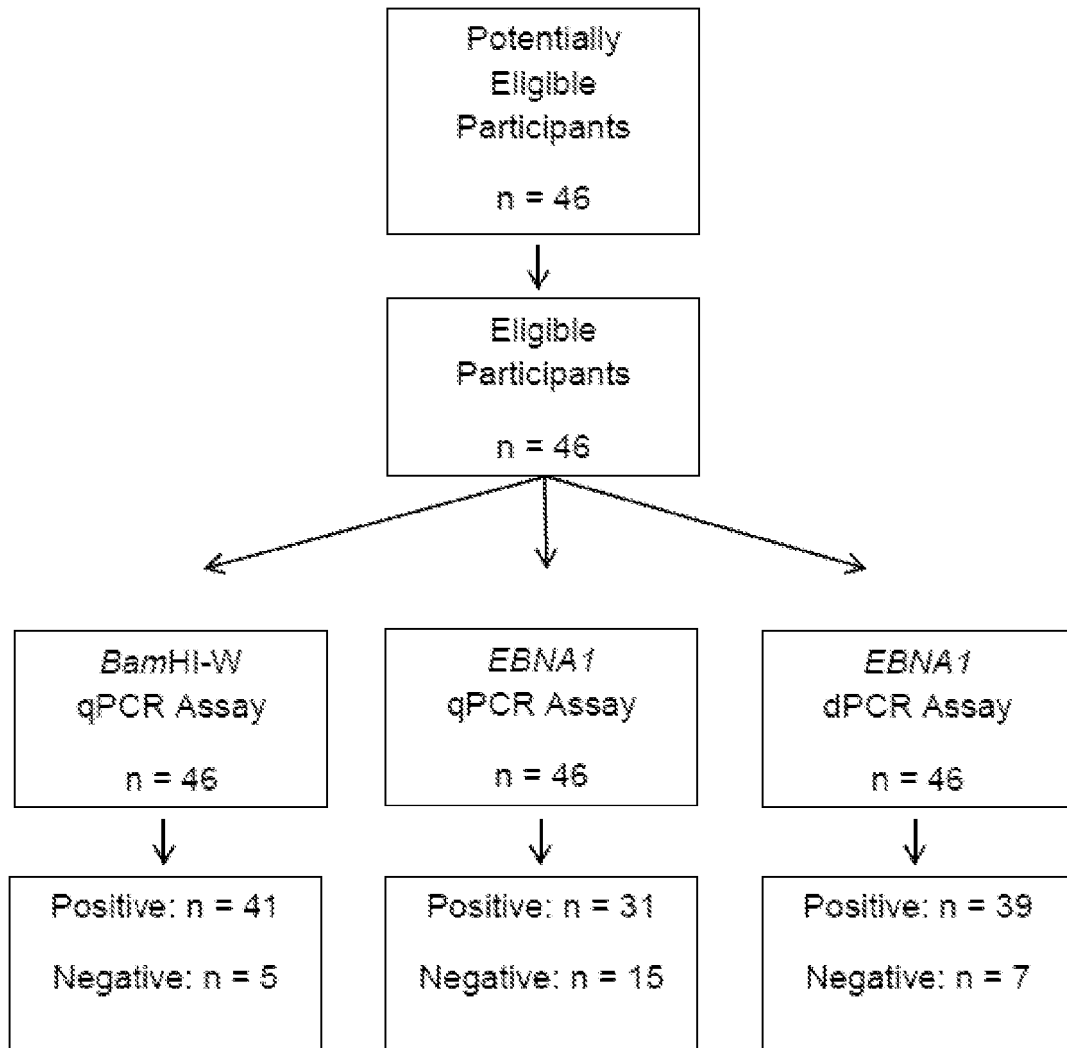 Potentially
Eligible
Participants
n = 46
Eligible
Participants
n = 46
BamHI-W
qPCR Assay
n = 46
EBNA1
qPCR Assay
n = 46
EBNA1
dPCR Assay
n = 46
Positive: n = 41
Negative: n = 5
Positive: n = 31
Negative: n = 15
Positive: n = 39
Negative: n = 7